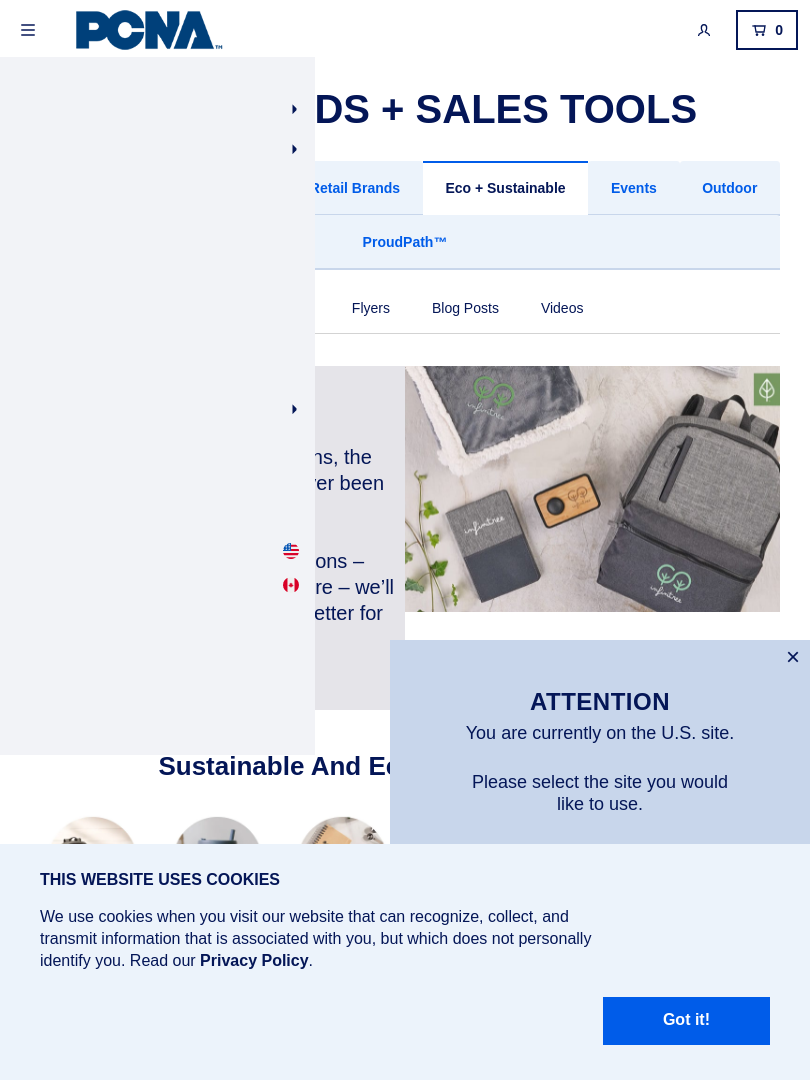 PCNA™
0
DS + SALES TOOLS
Retail Brands
Eco + Sustainable
Events
Outdoor
ProudPath™
Flyers
Blog Posts
Videos
ns, the
been
ons –
re – we'll
etter for
infinitree
infinitree
infinitree
ATTENTION
You are currently on the U.S. site.
Please select the site you would
like to use.
Sustainable And
THIS WEBSITE USES COOKIES
We use cookies when you visit our website that can recognize, collect, and
transmit information that is associated with you, but which does not personally
identify you. Read our Privacy Policy.
Got it!